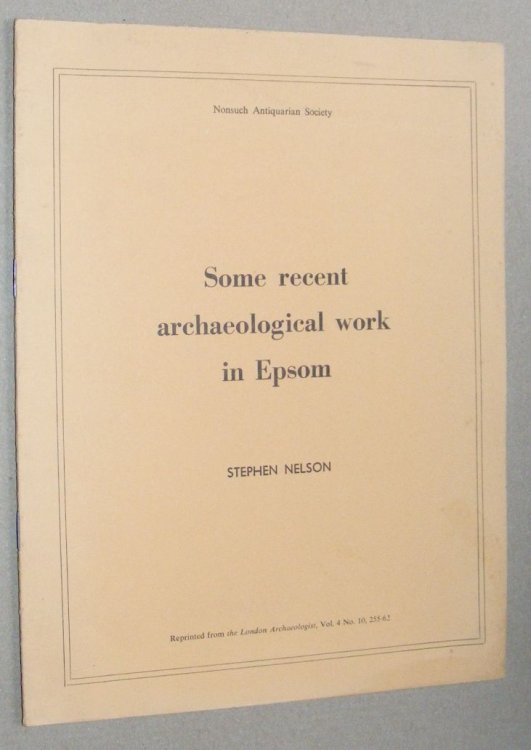 Nonsuch Antiquarian Society
Some recent
archaeological work
in Epsom
STEPHEN NELSON
Reprinted from the London Archaeologist, Vol. 4 No. 10, 255-62